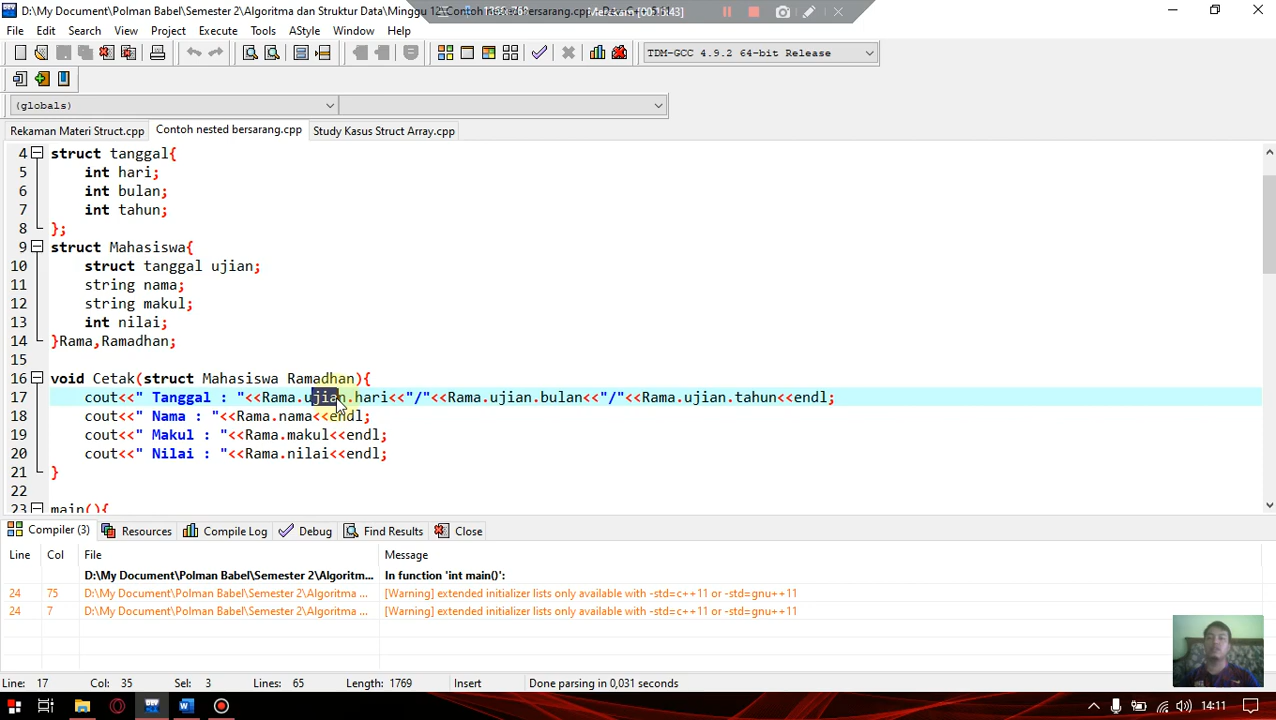 D:\My Document\Polman Babel\Semester 2\Algoritma dan Struktur Data\Minggu 12\Contoh nested bersarang.cpp
File Edit Search View Project Execute Tools AStyle Window Help
TDM-GCC 4.9.2 64-bit Release
(globals)
Rekaman Materi Struct.cpp Contoh nested bersarang.cpp Study Kasus Struct Array.cpp
4 struct tanggal{
5 int hari;
6 int bulan;
7 int tahun;
8 };
9 struct Mahasiswa{
10 struct tanggal ujian;
11 string nama;
12 string makul;
13 int nilai;
14 }Rama,Ramadhan;
15
16 void Cetak(struct Mahasiswa Ramadhan){
17 cout<<" Tanggal : "<<Rama.ujian.hari<<"/"<<Rama.ujian.bulan<<"/"<<Rama.ujian.tahun<<endl;
18 cout<<" Nama : "<<Rama.nama<<endl;
19 cout<<" Makul : "<<Rama.makul<<endl;
20 cout<<" Nilai : "<<Rama.nilai<<endl;
21 }
22
23 main(){
Compiler (3) Resources Compile Log Debug Find Results Close
Line Col File Message
D:\My Document\Polman Babel\Semester 2\Algoritm... In function 'int main()':
24 75 D:\My Document\Polman Babel\Semester 2\Algoritma ... [Warning] extended initializer lists only available with -std=c++11 or -std=gnu++11
24 7 D:\My Document\Polman Babel\Semester 2\Algoritma ... [Warning] extended initializer lists only available with -std=c++11 or -std=gnu++11
Line: 17 Col: 35 Sel: 3 Lines: 65 Length: 1769 Insert Done parsing in 0,031 seconds
14:11